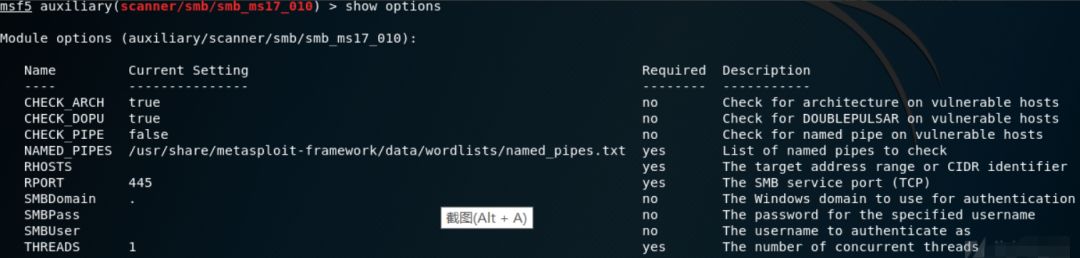 msf5 auxiliary(scanner/smb/smb_ms17_010) > show options
Module options (auxiliary/scanner/smb/smb_ms17_010):
Name Current Setting Required Description
---- --------------- -------- -----------
CHECK_ARCH true no Check for architecture on vulnerable hosts
CHECK_DOPU true no Check for DOUBLEPULSAR on vulnerable hosts
CHECK_PIPE false no Check for named pipe on vulnerable hosts
NAMED_PIPES /usr/share/metasploit-framework/data/wordlists/named_pipes.txt yes List of named pipes to check
RHOSTS yes The target address range or CIDR identifier
RPORT 445 yes The SMB service port (TCP)
SMBDomain . no The Windows domain to use for authentication
SMBPass no The password for the specified username
SMBUser no The username to authenticate as
THREADS 1 yes The number of concurrent threads
截图(Alt + A)